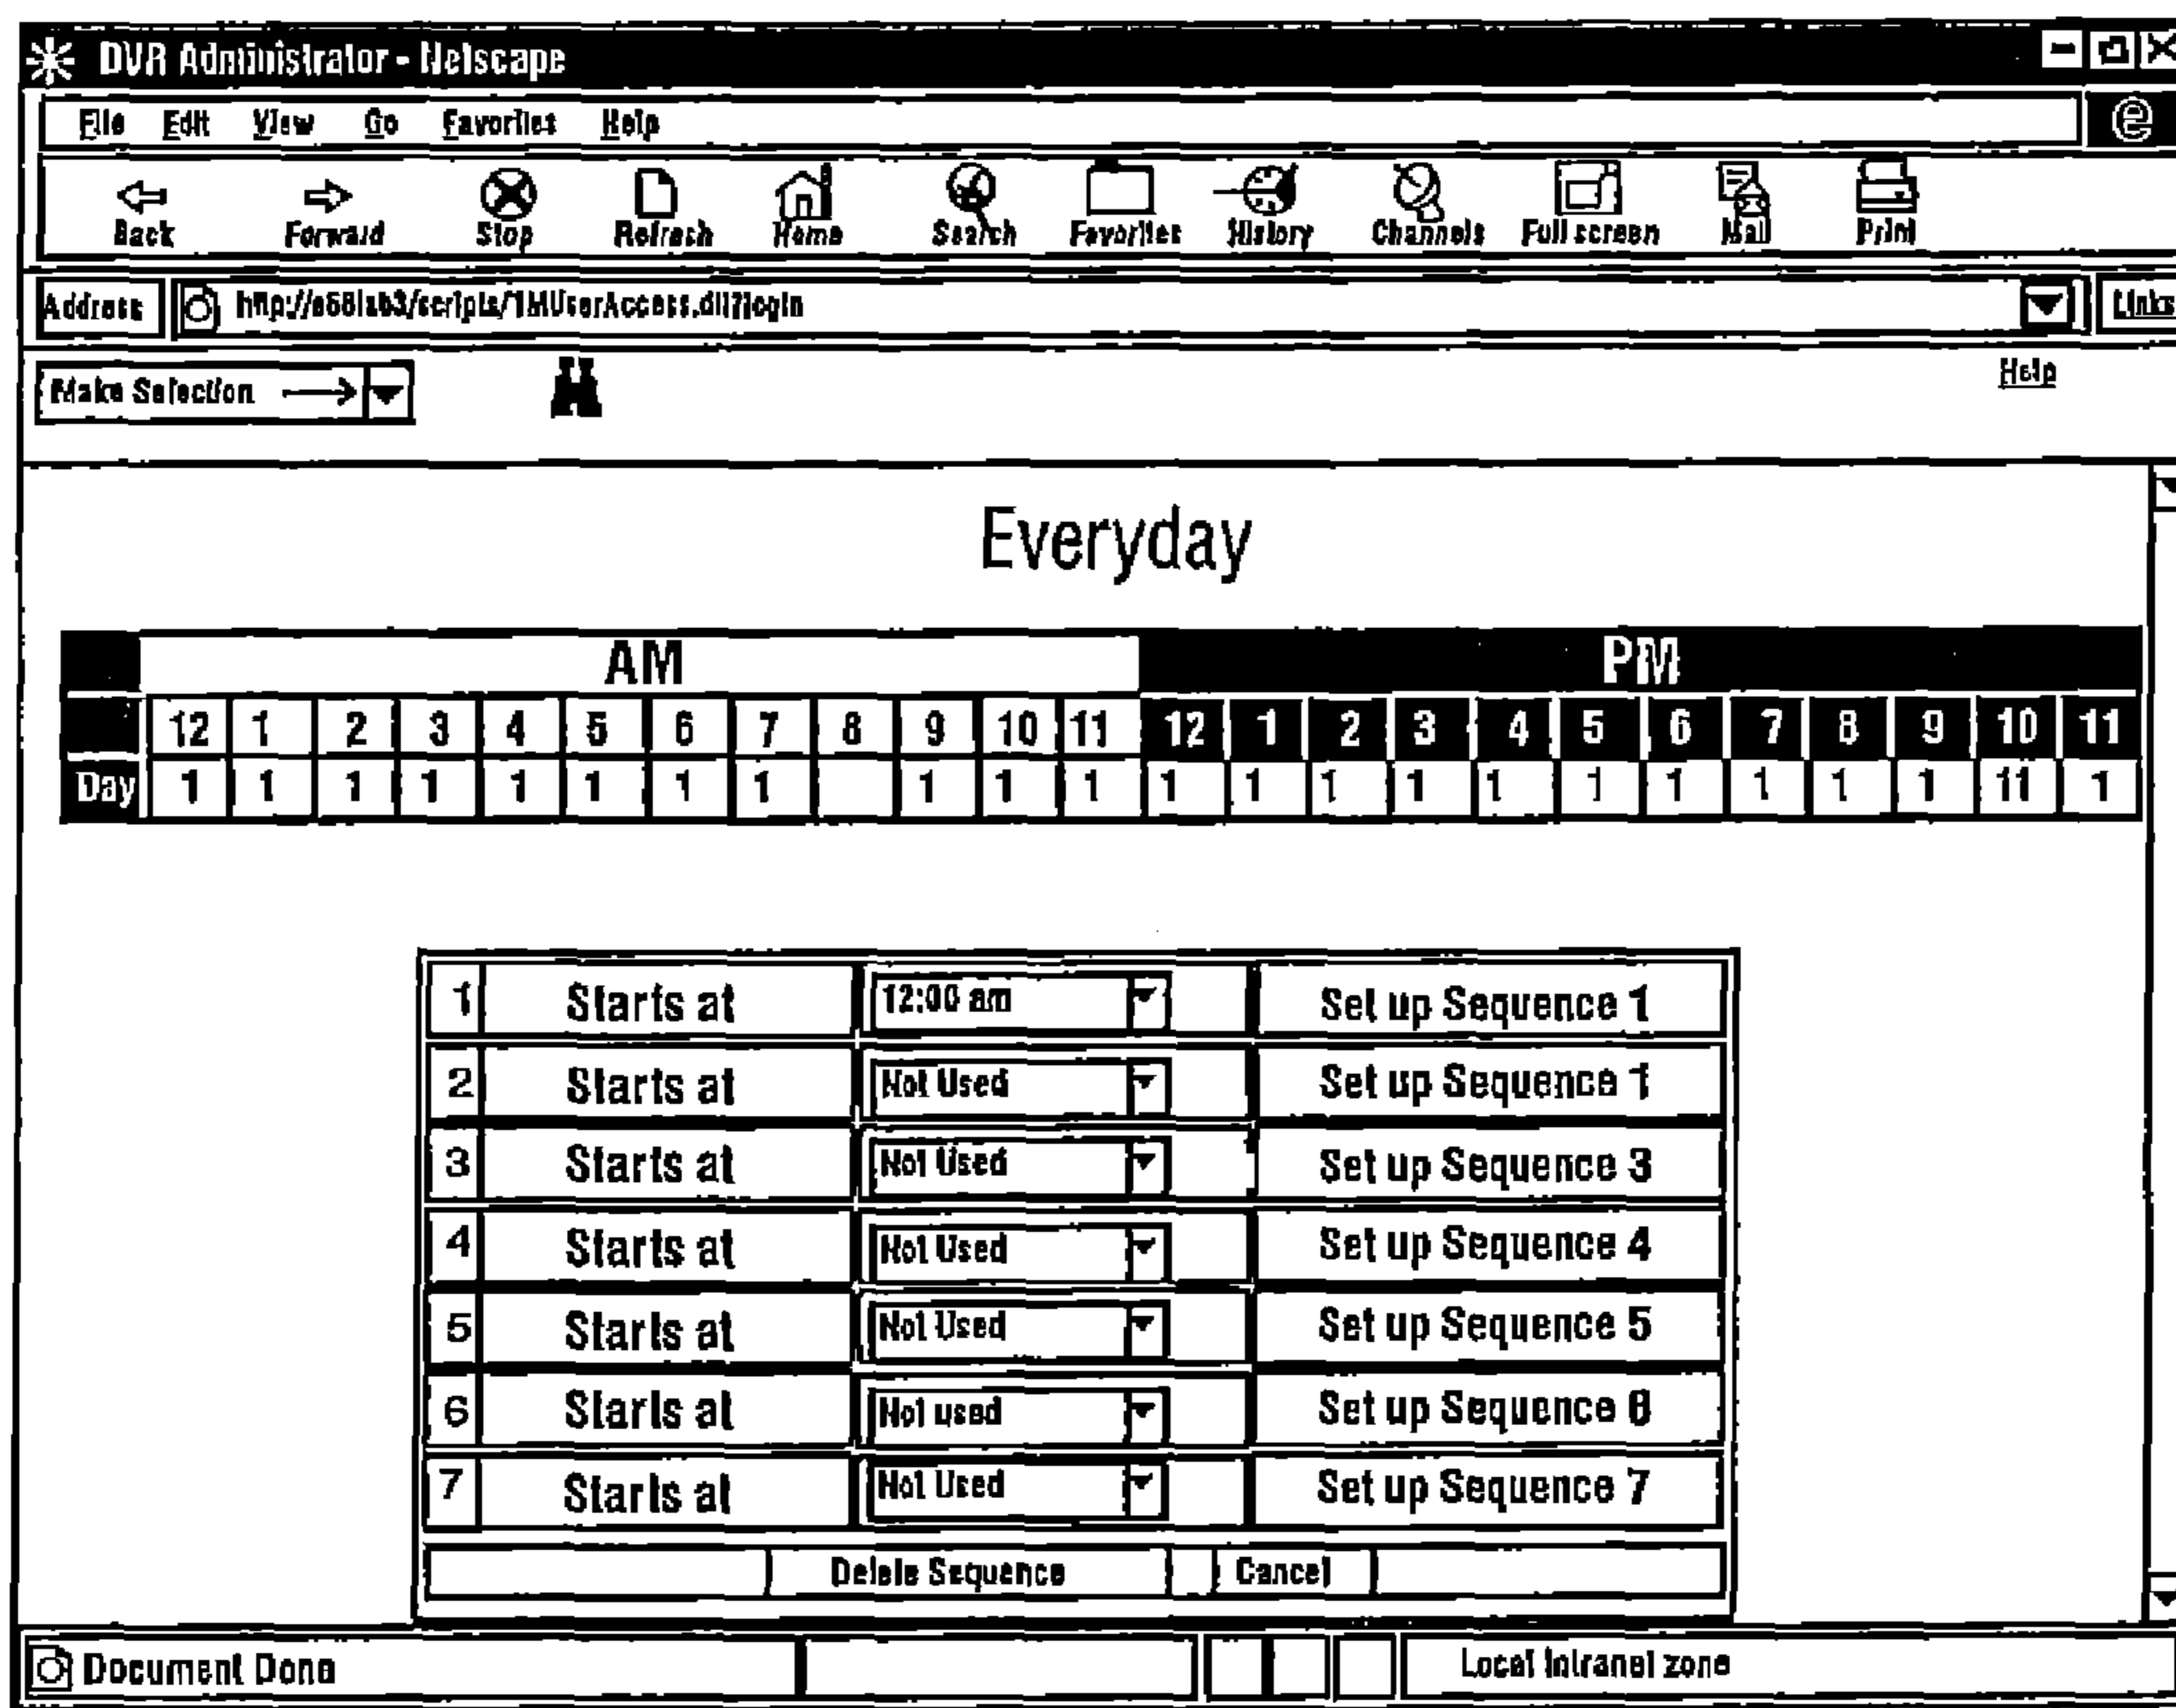 DVR Administrator - Netscape
File Edit View Go Favorites Help
Back Forward Stop Refresh Home Search Favorites History Channels Full screen Mail Print
Address http://s58lab3/scripts/1MUserAccess.dll?login Links
Make Selection Help
Everyday
AM PM
12 1 2 3 4 5 6 7 8 9 10 11 12 1 2 3 4 5 6 7 8 9 10 11
Day 1 1 1 1 1 1 1 1 1 1 1 1 1 1 1 1 1 1 1 1 1 11 1
1 Starts at 12:00 am Set up Sequence 1
2 Starts at Not Used Set up Sequence 1
3 Starts at Not Used Set up Sequence 3
4 Starts at Not Used Set up Sequence 4
5 Starts at Not Used Set up Sequence 5
6 Starts at Not used Set up Sequence 6
7 Starts at Not Used Set up Sequence 7
Delete Sequence Cancel
Document Done Local Intranet zone